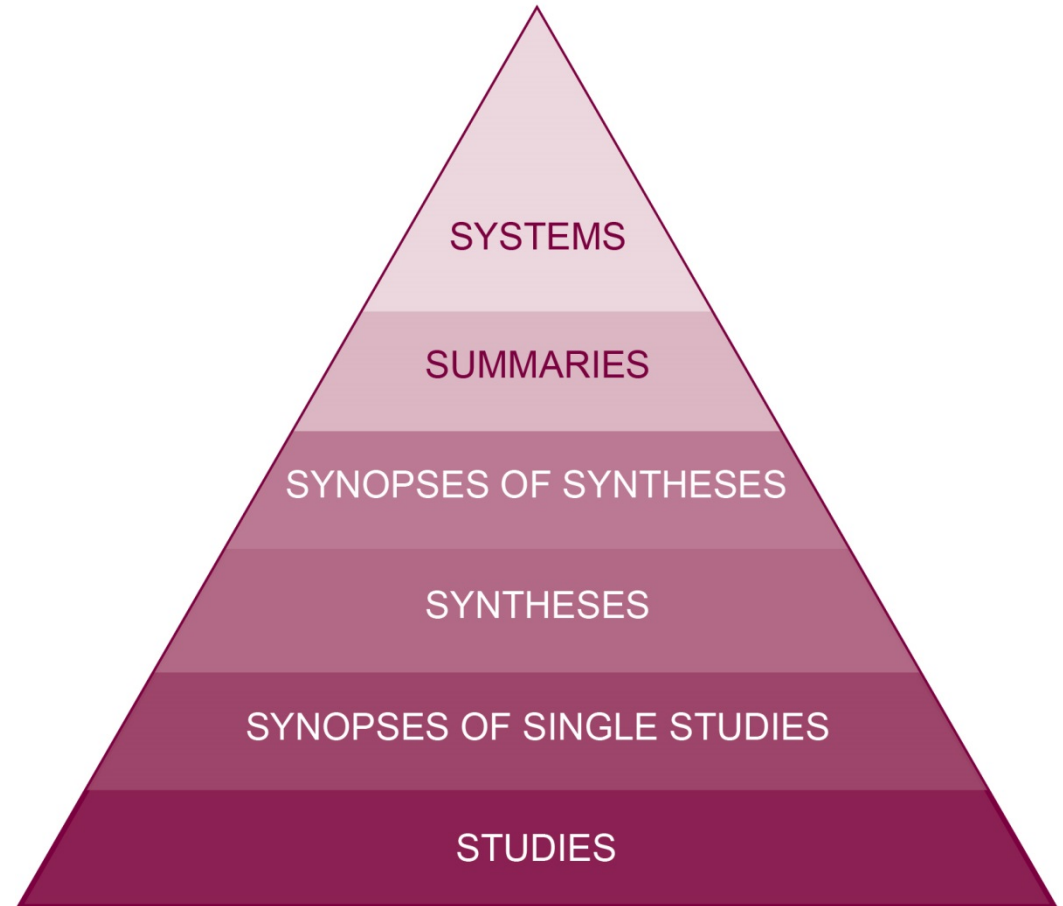 SYSTEMS
SUMMARIES
SYNOPSES OF SYNTHESES
SYNTHESES
SYNOPSES OF SINGLE STUDIES
STUDIES